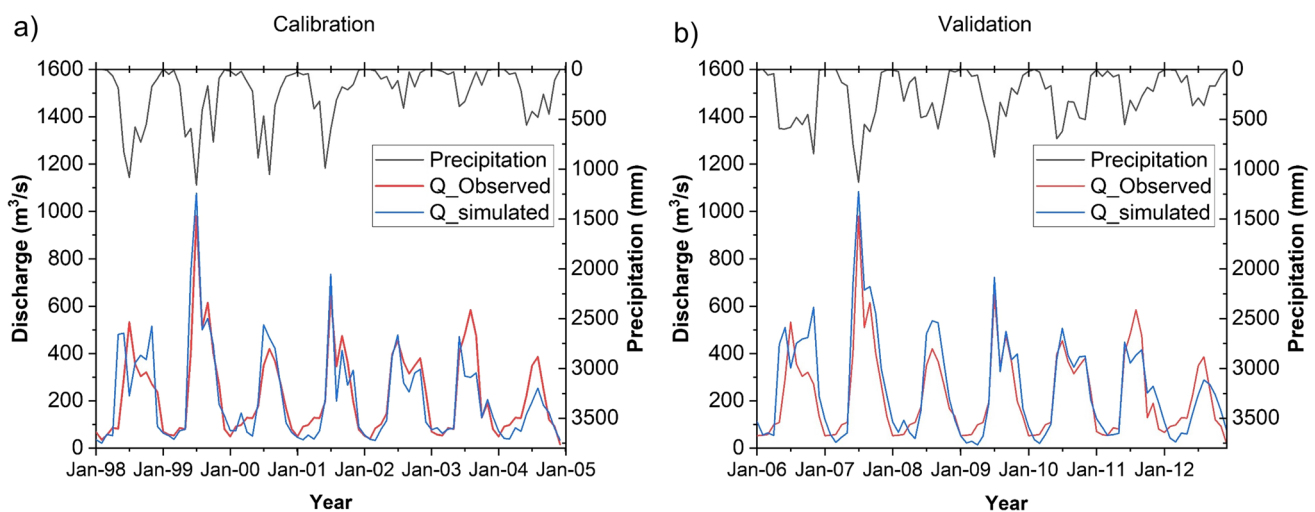 a)
Calibration
1600
1400
1200
1000
800
600
400
200
0
Discharge (m³/s)
0
500
1000
1500
2000
2500
3000
3500
Precipitation (mm)
Precipitation
Q_Observed
Q_simulated
Jan-98 Jan-99 Jan-00 Jan-01 Jan-02 Jan-03 Jan-04 Jan-05
Year
b)
Validation
1600
1400
1200
1000
800
600
400
200
0
Discharge (m³/s)
0
500
1000
1500
2000
2500
3000
3500
Precipitation (mm)
Precipitation
Q_Observed
Q_simulated
Jan-06 Jan-07 Jan-08 Jan-09 Jan-10 Jan-11 Jan-12
Year